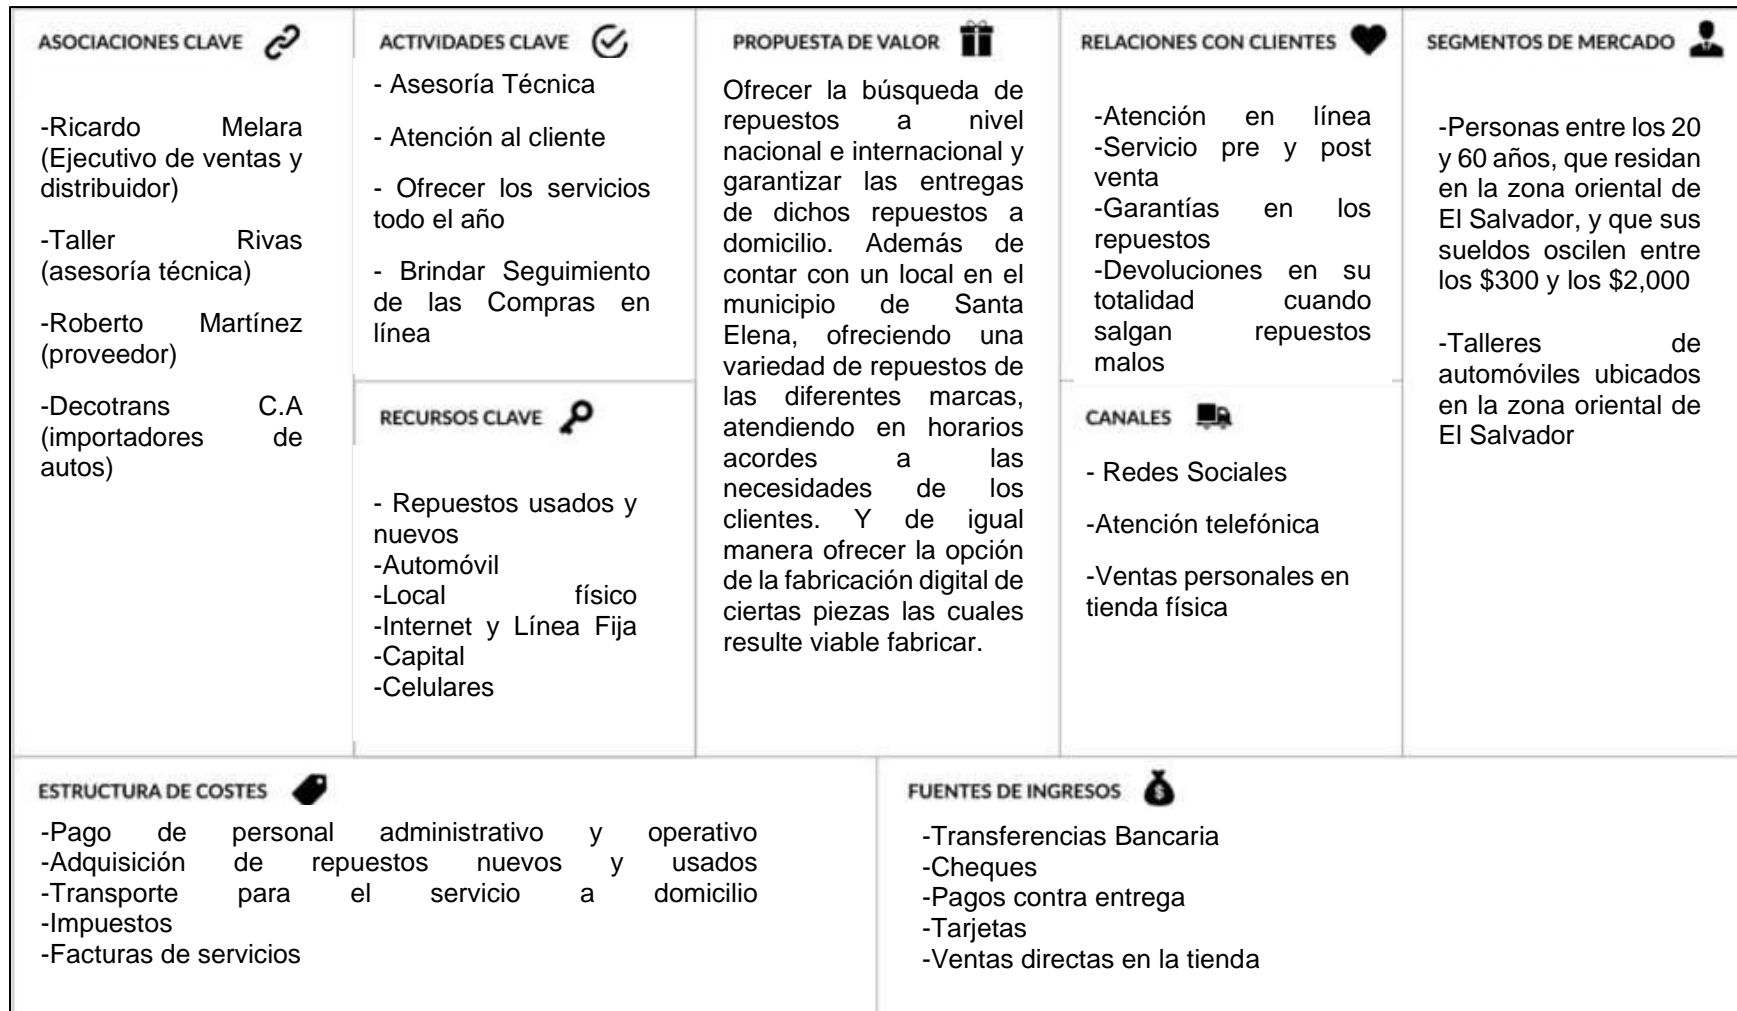 ASOCIACIONES CLAVE
-Ricardo Melara
(Ejecutivo de ventas y
distribuidor)
-Taller Rivas
(asesoría técnica)
-Roberto Martínez
(proveedor)
-Decotrans C.A
(importadores de
autos)
ACTIVIDADES CLAVE
- Asesoría Técnica
- Atención al cliente
- Ofrecer los servicios
todo el año
- Brindar Seguimiento
de las Compras en
línea
RECURSOS CLAVE
- Repuestos usados y
nuevos
-Automóvil
-Local físico
-Internet y Línea Fija
-Capital
-Celulares
PROPUESTA DE VALOR
Ofrecer la búsqueda de
repuestos a nivel
nacional e internacional y
garantizar las entregas
de dichos repuestos a
domicilio. Además de
contar con un local en el
municipio de Santa
Elena, ofreciendo una
variedad de repuestos de
las diferentes marcas,
atendiendo en horarios
acordes a las
necesidades de los
clientes. Y de igual
manera ofrecer la opción
de la fabricación digital de
ciertas piezas las cuales
resulte viable fabricar.
RELACIONES CON CLIENTES
-Atención en línea
-Servicio pre y post
venta
-Garantías en los
repuestos
-Devoluciones en su
totalidad cuando
salgan repuestos
malos
CANALES
- Redes Sociales
-Atención telefónica
-Ventas personales en
tienda física
SEGMENTOS DE MERCADO
-Personas entre los 20
y 60 años, que residan
en la zona oriental de
El Salvador, y que sus
sueldos oscilen entre
los $300 y los $2,000
-Talleres de
automóviles ubicados
en la zona oriental de
El Salvador
ESTRUCTURA DE COSTES
-Pago de personal administrativo y operativo
-Adquisición de repuestos nuevos y usados
-Transporte para el servicio a domicilio
-Impuestos
-Facturas de servicios
FUENTES DE INGRESOS
$
-Transferencias Bancaria
-Cheques
-Pagos contra entrega
-Tarjetas
-Ventas directas en la tienda